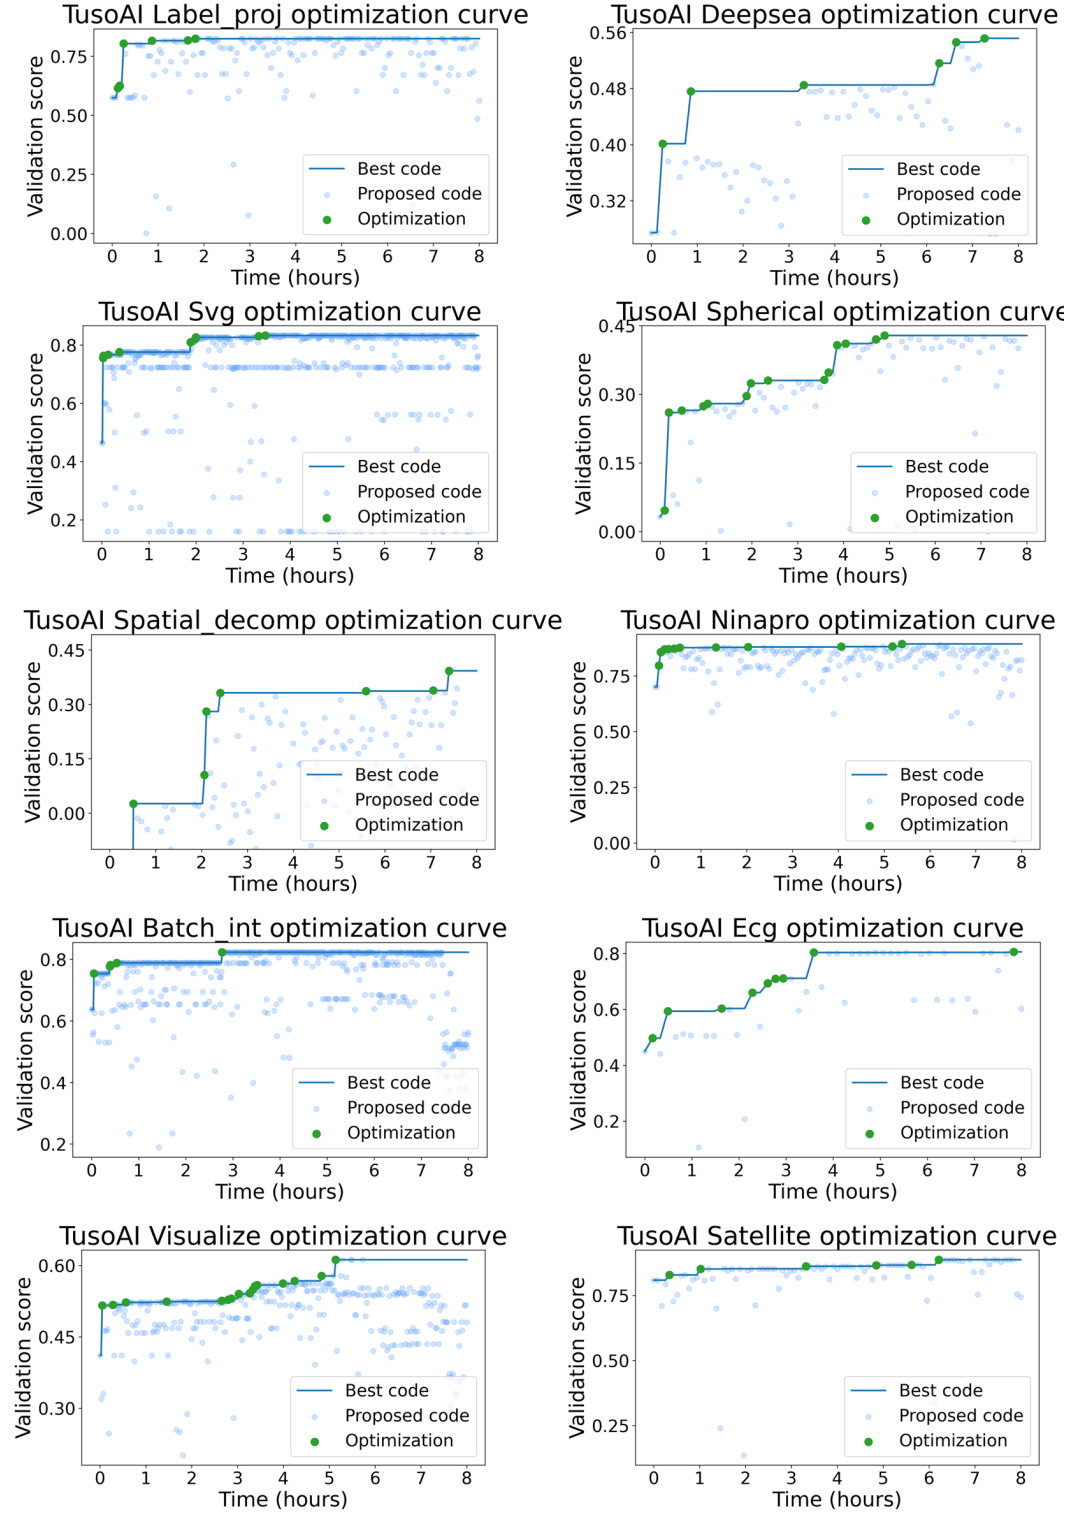 TusoAI Label_proj optimization curve
Validation score
0.75
0.50
0.25
0.00
Best code
Proposed code
Optimization
0 1 2 3 4 5 6 7 8
Time (hours)
TusoAI Deepsea optimization curve
Validation score
0.56
0.48
0.40
0.32
Best code
Proposed code
Optimization
0 1 2 3 4 5 6 7 8
Time (hours)
TusoAI Svg optimization curve
Validation score
0.8
0.6
0.4
0.2
Best code
Proposed code
Optimization
0 1 2 3 4 5 6 7 8
Time (hours)
TusoAI Spherical optimization curve
Validation score
0.45
0.30
0.15
0.00
Best code
Proposed code
Optimization
0 1 2 3 4 5 6 7 8
Time (hours)
TusoAI Spatial_decomp optimization curve
Validation score
0.45
0.30
0.15
0.00
Best code
Proposed code
Optimization
0 1 2 3 4 5 6 7 8
Time (hours)
TusoAI Ninapro optimization curve
Validation score
0.75
0.50
0.25
0.00
Best code
Proposed code
Optimization
0 1 2 3 4 5 6 7 8
Time (hours)
TusoAI Batch_int optimization curve
Validation score
0.8
0.6
0.4
0.2
Best code
Proposed code
Optimization
0 1 2 3 4 5 6 7 8
Time (hours)
TusoAI Ecg optimization curve
Validation score
0.8
0.6
0.4
0.2
Best code
Proposed code
Optimization
0 1 2 3 4 5 6 7 8
Time (hours)
TusoAI Visualize optimization curve
Validation score
0.60
0.45
0.30
Best code
Proposed code
Optimization
0 1 2 3 4 5 6 7 8
Time (hours)
TusoAI Satellite optimization curve
Validation score
0.75
0.50
0.25
Best code
Proposed code
Optimization
0 1 2 3 4 5 6 7 8
Time (hours)